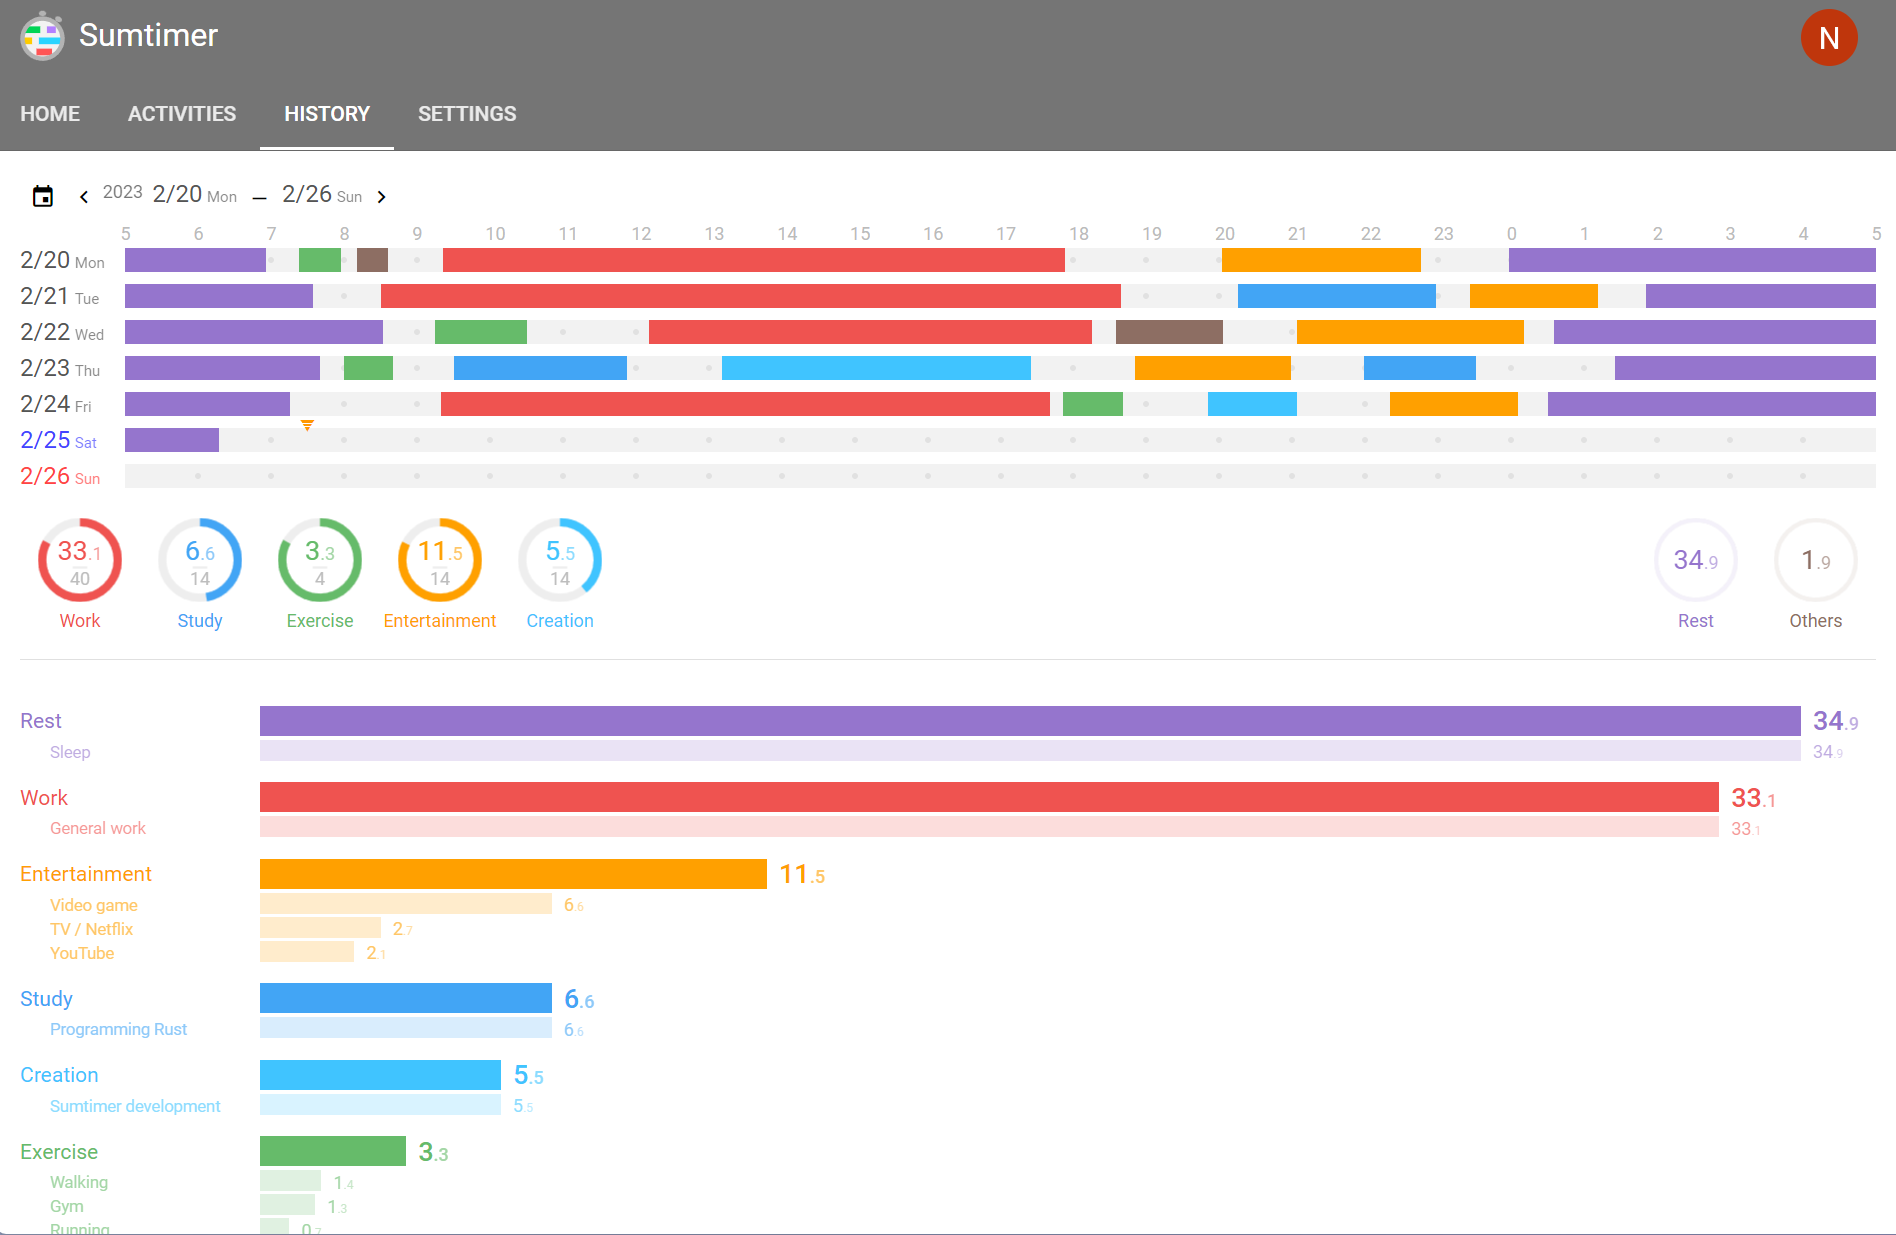 Sumtimer
N
HOME ACTIVITIES HISTORY SETTINGS
2023 2/20 Mon – 2/26 Sun
5 6 7 8 9 10 11 12 13 14 15 16 17 18 19 20 21 22 23 0 1 2 3 4 5
2/20 Mon
2/21 Tue
2/22 Wed
2/23 Thu
2/24 Fri
2/25 Sat
2/26 Sun
33.1 6.6 3.3 11.5 5.5 34.9 1.9
40 14 4 14 14
Work Study Exercise Entertainment Creation Rest Others
Rest 34.9
Sleep 34.9
Work 33.1
General work 33.1
Entertainment 11.5
Video game 6.6
TV / Netflix 2.7
YouTube 2.1
Study 6.6
Programming Rust 6.6
Creation 5.5
Sumtimer development 5.5
Exercise 3.3
Walking 1.4
Gym 1.3
Running 0.7